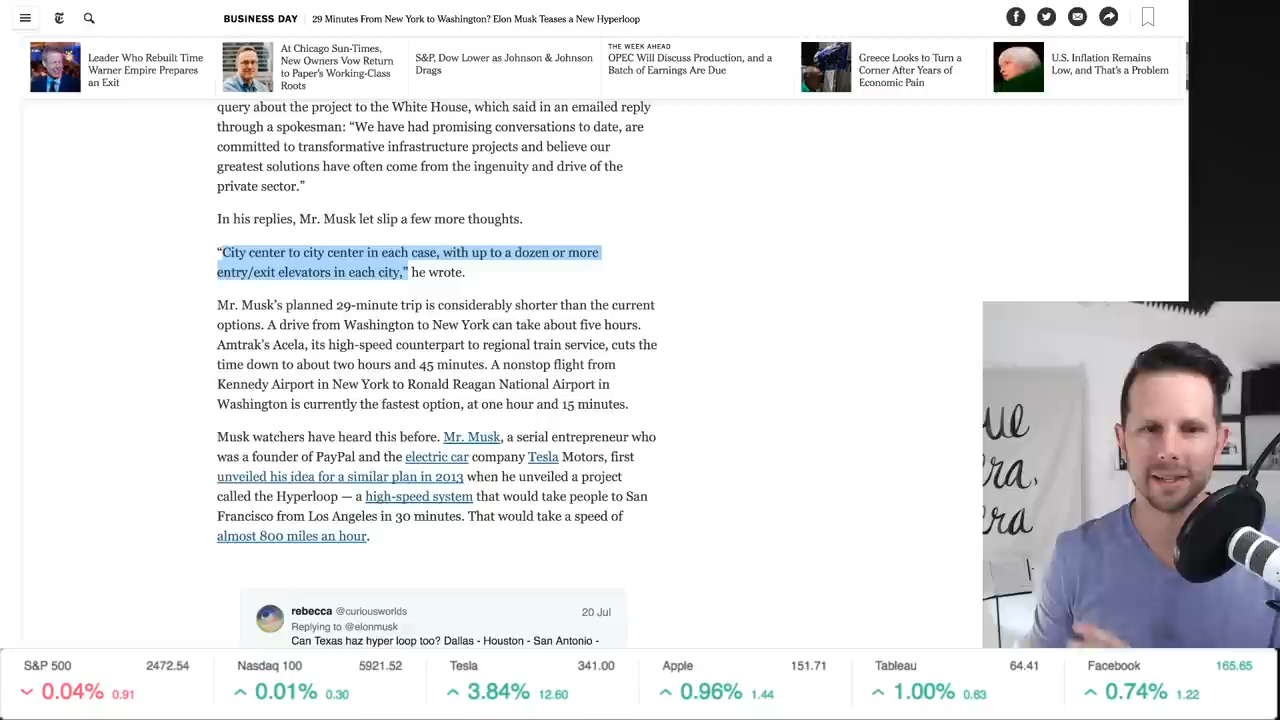 BUSINESS DAY
29 Minutes From New York to Washington? Elon Musk Teases a New Hyperloop
Leader Who Rebuilt Time
Warner Empire Prepares
an Exit
At Chicago Sun-Times,
New Owners Vow Return
to Paper's Working-Class
Roots
S&P, Dow Lower as Johnson & Johnson
Drags
THE WEEK AHEAD
OPEC Will Discuss Production, and a
Batch of Earnings Are Due
Greece Looks to Turn a
Corner After Years of
Economic Pain
U.S. Inflation Remains
Low, and That's a Problem
query about the project to the White House, which said in an emailed reply
through a spokesman: “We have had promising conversations to date, are
committed to transformative infrastructure projects and believe our
greatest solutions have often come from the ingenuity and drive of the
private sector.”
In his replies, Mr. Musk let slip a few more thoughts.
“City center to city center in each case, with up to a dozen or more
entry/exit elevators in each city,” he wrote.
Mr. Musk’s planned 29-minute trip is considerably shorter than the current
options. A drive from Washington to New York can take about five hours.
Amtrak’s Acela, its high-speed counterpart to regional train service, cuts the
time down to about two hours and 45 minutes. A nonstop flight from
Kennedy Airport in New York to Ronald Reagan National Airport in
Washington is currently the fastest option, at one hour and 15 minutes.
Musk watchers have heard this before. Mr. Musk, a serial entrepreneur who
was a founder of PayPal and the electric car company Tesla Motors, first
unveiled his idea for a similar plan in 2013 when he unveiled a project
called the Hyperloop — a high-speed system that would take people to San
Francisco from Los Angeles in 30 minutes. That would take a speed of
almost 800 miles an hour.
rebecca @curiousworlds
20 Jul
Replying to @elonmusk
Can Texas haz hyper loop too? Dallas - Houston - San Antonio -
S&P 500 2472.54
0.04% 0.91
Nasdaq 100 5921.52
0.01% 0.30
Tesla 341.00
3.84% 12.60
Apple 151.71
0.96% 1.44
Tableau 64.41
1.00% 0.63
Facebook 165.65
0.74% 1.22